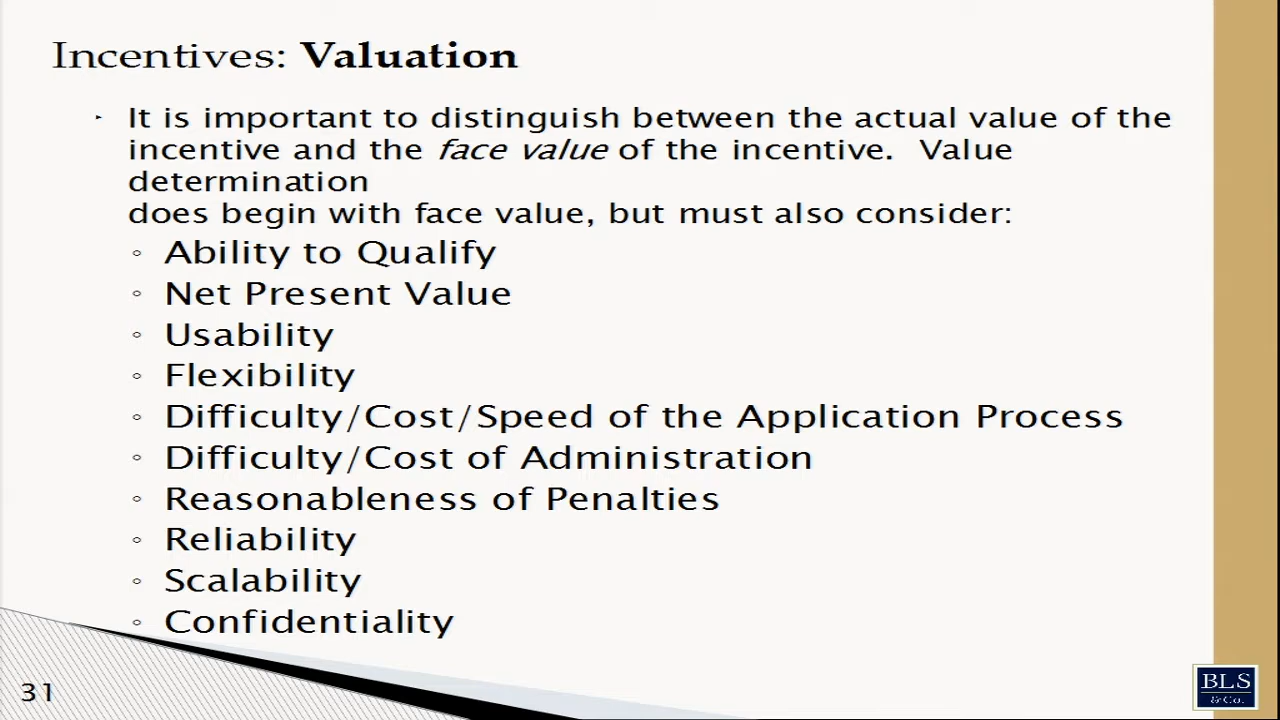 Incentives: Valuation
It is important to distinguish between the actual value of the
incentive and the face value of the incentive.  Value
determination
does begin with face value, but must also consider:
Ability to Qualify
Net Present Value
Usability
Flexibility
Difficulty/Cost/Speed of the Application Process
Difficulty/Cost of Administration
Reasonableness of Penalties
Reliability
Scalability
Confidentiality
31
BLS
& Co.